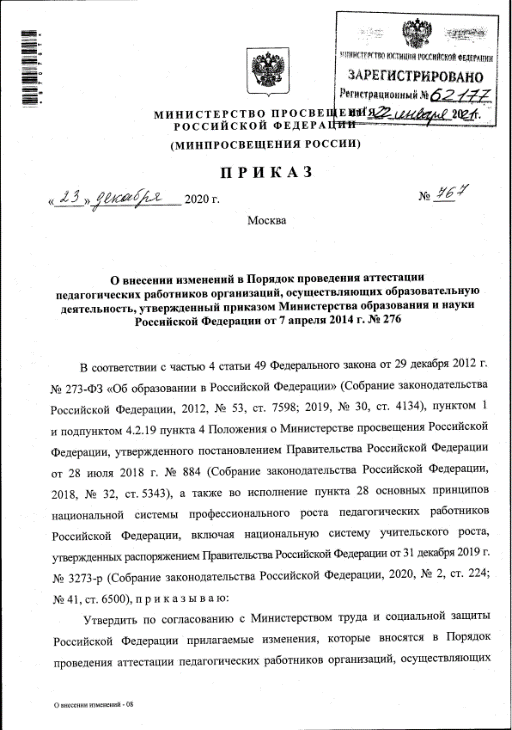 МИНИСТЕРСТВО ЮСТИЦИИ РОССИЙСКОЙ ФЕДЕРАЦИИ
ЗАРЕГИСТРИРОВАНО
Регистрационный № 62177
от "22 января 2021г.
МИНИСТЕРСТВО ПРОСВЕЩЕНИЯ
РОССИЙСКОЙ ФЕДЕРАЦИИ
(МИНПРОСВЕЩЕНИЯ РОССИИ)
ПРИКАЗ
«23» декабря 2020 г.
№ 767
Москва
О внесении изменений в Порядок проведения аттестации
педагогических работников организаций, осуществляющих образовательную
деятельность, утвержденный приказом Министерства образования и науки
Российской Федерации от 7 апреля 2014 г. № 276
В соответствии с частью 4 статьи 49 Федерального закона от 29 декабря 2012 г.
№ 273-ФЗ «Об образовании в Российской Федерации» (Собрание законодательства
Российской Федерации, 2012, № 53, ст. 7598; 2019, № 30, ст. 4134), пунктом 1
и подпунктом 4.2.19 пункта 4 Положения о Министерстве просвещения Российской
Федерации, утвержденного постановлением Правительства Российской Федерации
от 28 июля 2018 г. № 884 (Собрание законодательства Российской Федерации,
2018, № 32, ст. 5343), а также во исполнение пункта 28 основных принципов
национальной системы профессионального роста педагогических работников
Российской Федерации, включая национальную систему учительского роста,
утвержденных распоряжением Правительства Российской Федерации от 31 декабря 2019 г.
№ 3273-р (Собрание законодательства Российской Федерации, 2020, № 2, ст. 224;
№ 41, ст. 6500), п р и к а з ы в а ю:
Утвердить по согласованию с Министерством труда и социальной защиты
Российской Федерации прилагаемые изменения, которые вносятся в Порядок
проведения аттестации педагогических работников организаций, осуществляющих
О внесении изменений - 08